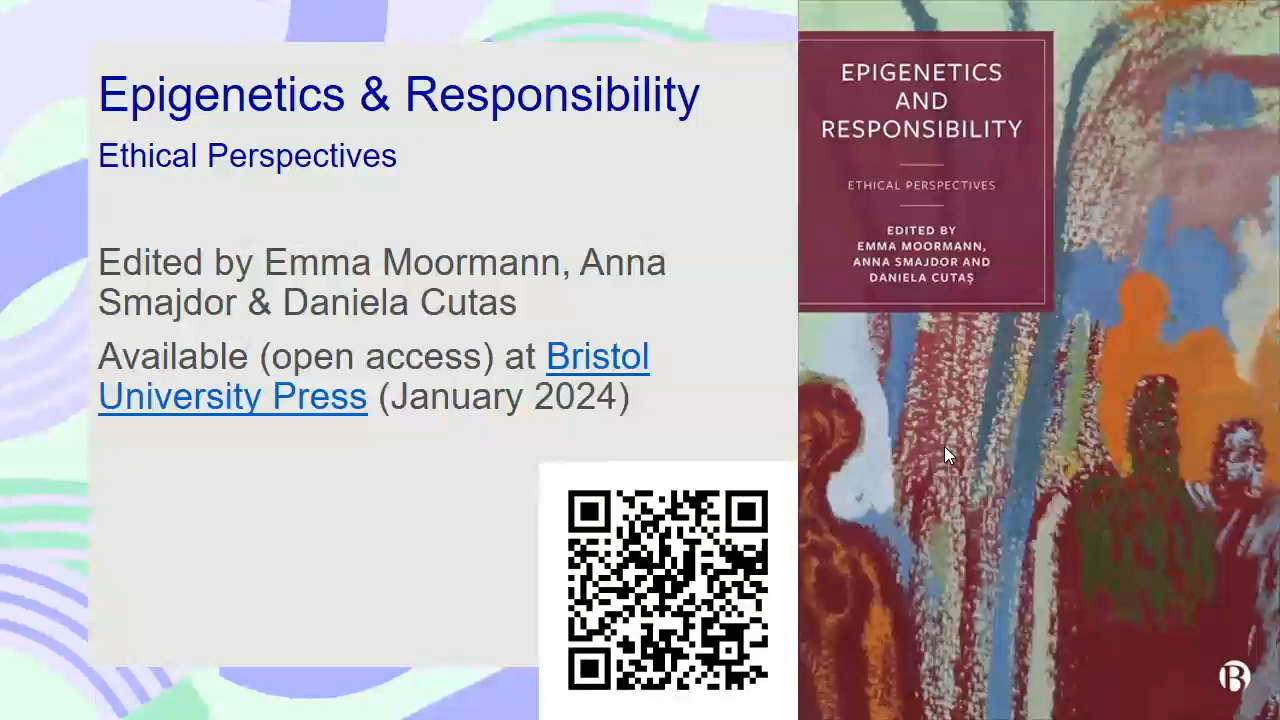 Epigenetics & Responsibility
Ethical Perspectives
Edited by Emma Moormann, Anna
Smajdor & Daniela Cutas
Available (open access) at Bristol
University Press (January 2024)
EPIGENETICS
AND
RESPONSIBILITY
ETHICAL PERSPECTIVES
EDITED BY
EMMA MOORMANN,
ANNA SMAJDOR AND
DANIELA CUTAȘ
B